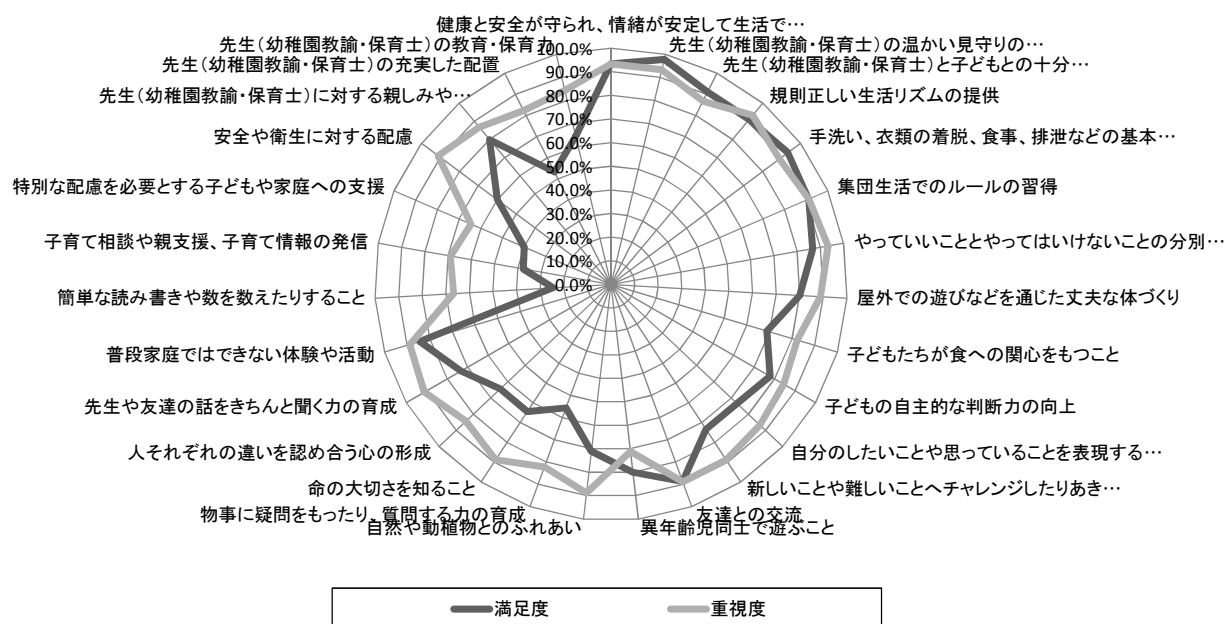 健康と安全が守られ、情緒が安定して生活で…
先生(幼稚園教諭・保育士)の温かい見守りの…
先生(幼稚園教諭・保育士)と子どもとの十分…
規則正しい生活リズムの提供
手洗い、衣類の着脱、食事、排泄などの基本…
集団生活でのルールの習得
やっていいこととやってはいけないことの分別…
屋外での遊びなどを通じた丈夫な体づくり
子どもたちが食への関心をもつこと
子どもの自主的な判断力の向上
自分のしたいことや思っていることを表現する…
新しいことや難しいことへチャレンジしたりあき…
友達との交流
異年齢児同士で遊ぶこと
自然や動植物とのふれあい
物事に疑問をもったり、質問する力の育成
命の大切さを知ること
人それぞれの違いを認め合う心の形成
先生や友達の話をきちんと聞く力の育成
普段家庭ではできない体験や活動
簡単な読み書きや数を数えたりすること
子育て相談や親支援、子育て情報の発信
特別な配慮を必要とする子どもや家庭への支援
安全や衛生に対する配慮
先生(幼稚園教諭・保育士)に対する親しみや…
先生(幼稚園教諭・保育士)の充実した配置
先生(幼稚園教諭・保育士)の教育・保育力
100.0%
90.0%
80.0%
70.0%
60.0%
50.0%
40.0%
30.0%
20.0%
10.0%
0.0%
満足度
重視度